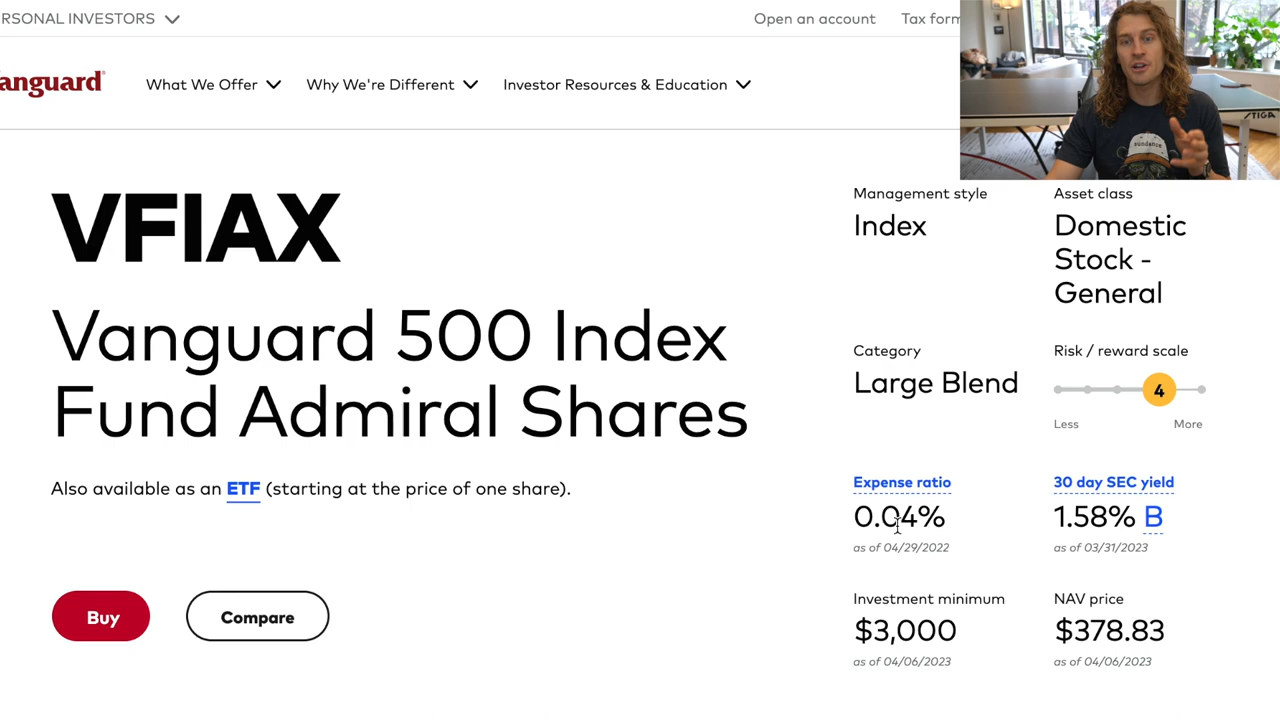 RSONAL INVESTORS
Open an account
Tax form
anguard
What We Offer
Why We're Different
Investor Resources & Education
STIGA
sundance
VFIAX
Vanguard 500 Index
Fund Admiral Shares
Also available as an ETF (starting at the price of one share).
Buy
Compare
Management style
Index
Asset class
Domestic
Stock -
General
Category
Large Blend
Risk / reward scale
4
Less
More
Expense ratio
0.04%
as of 04/29/2022
30 day SEC yield
1.58% B
as of 03/31/2023
Investment minimum
$3,000
as of 04/06/2023
NAV price
$378.83
as of 04/06/2023